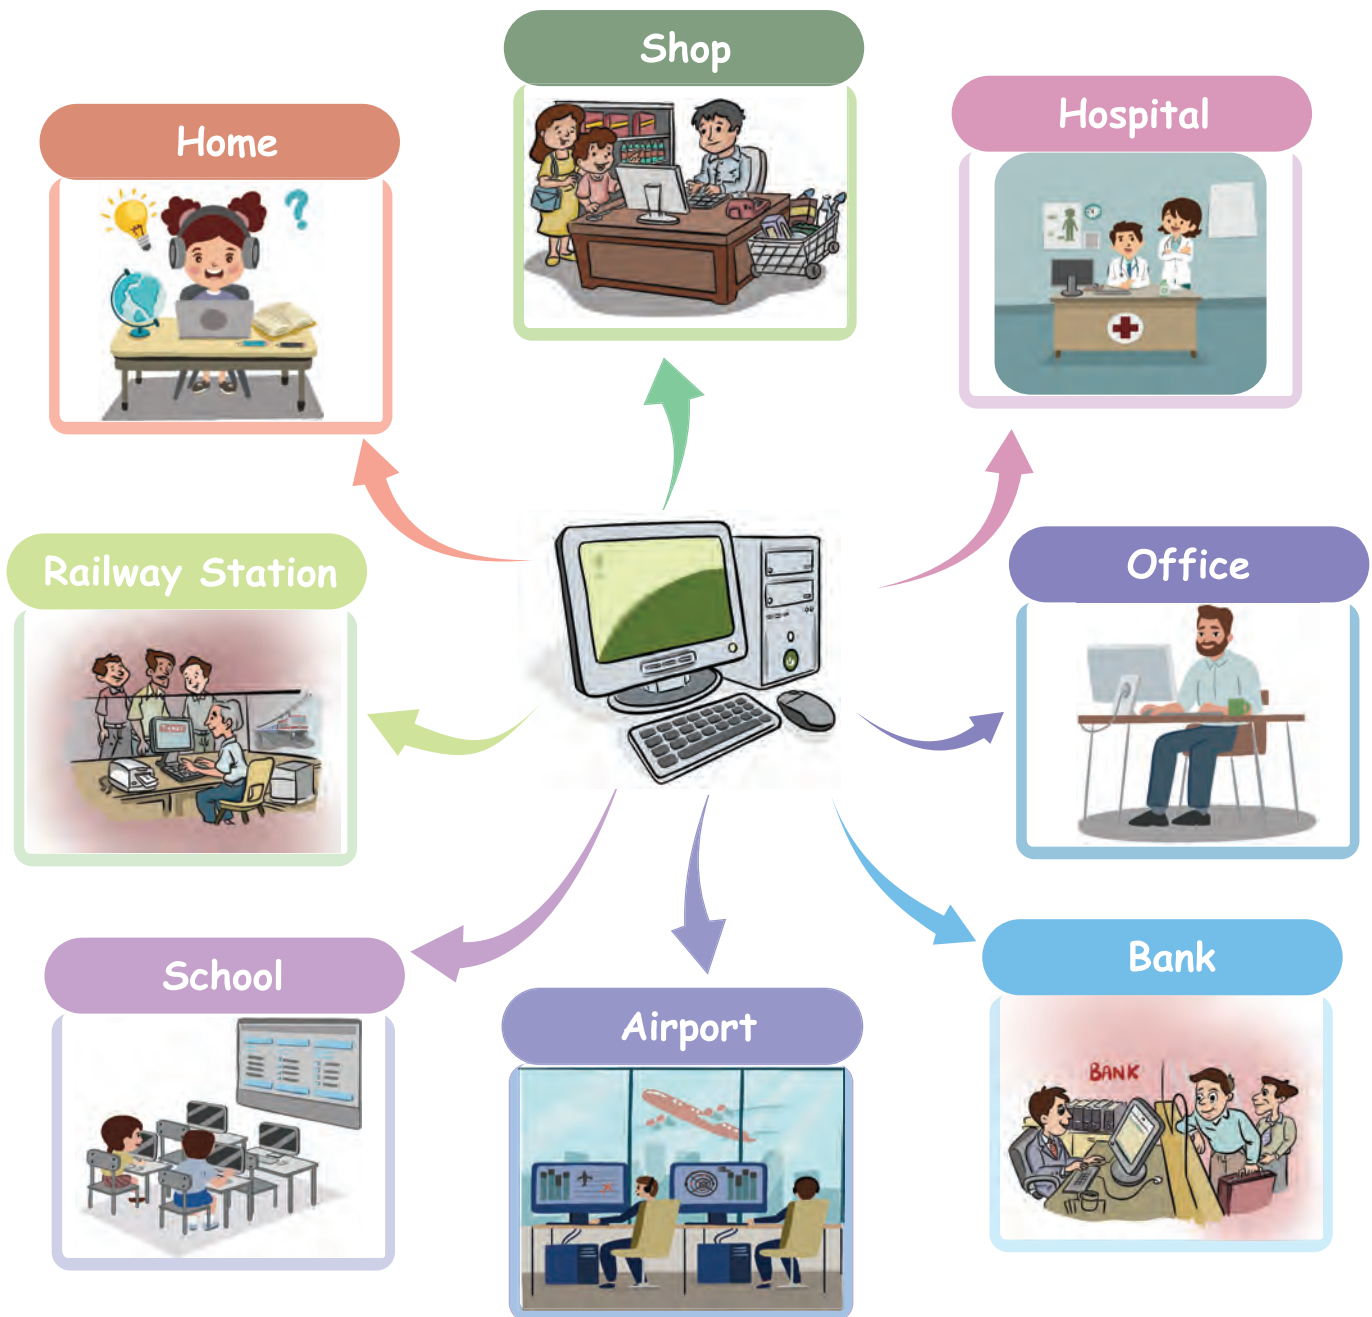 Shop
Home
Hospital
Railway Station
Office
School
Airport
Bank
BANK